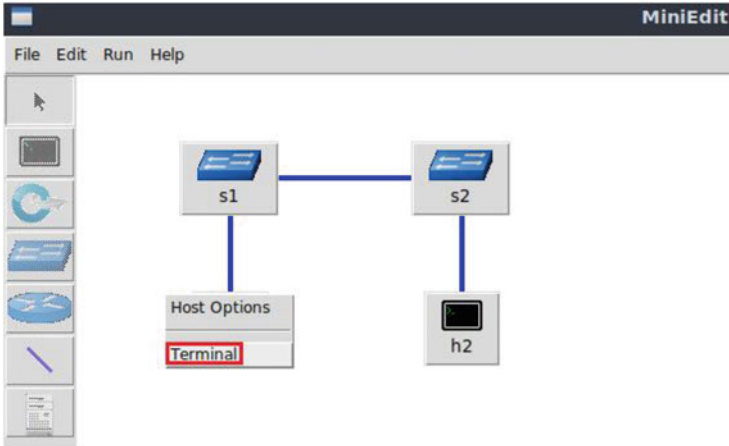 MiniEdit
File Edit Run Help
s1
s2
Host Options
Terminal
h2